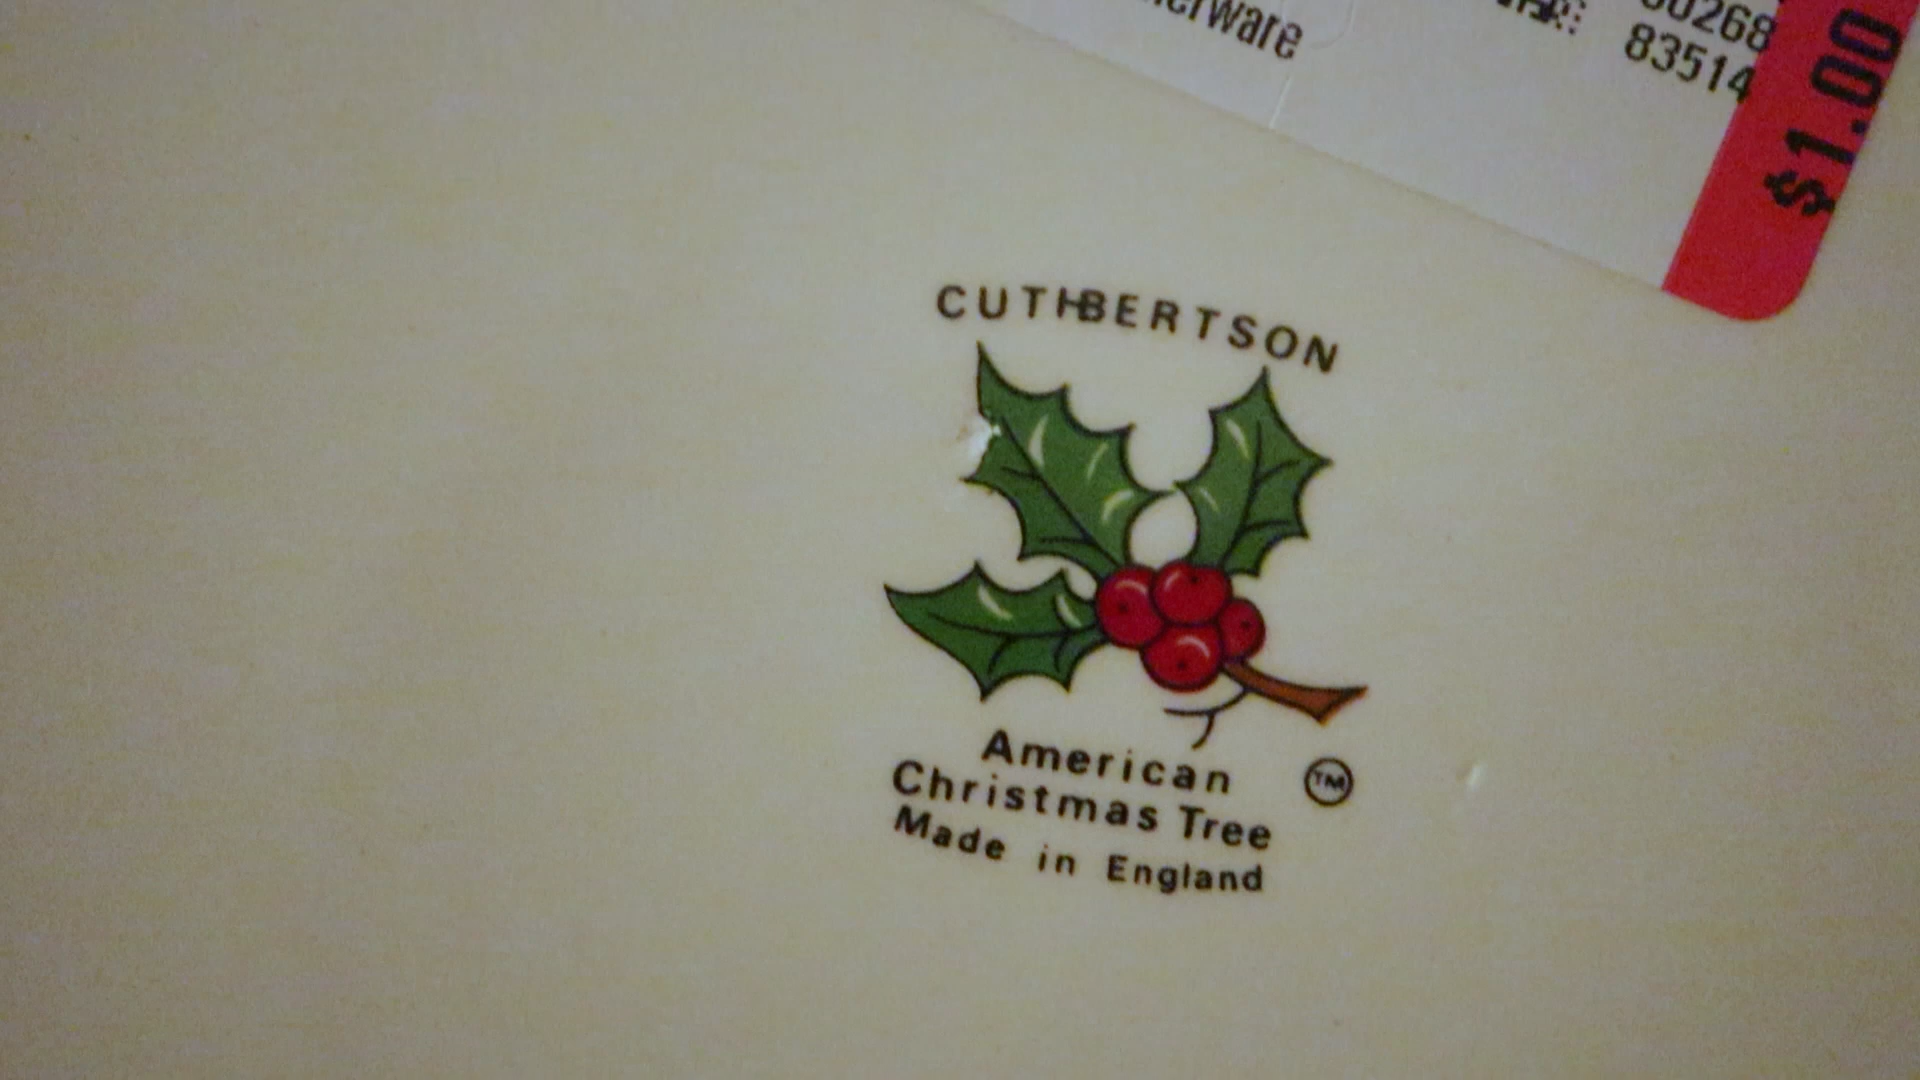 83514
$1.00
CUTHBERTSON
American
Christmas Tree
TM
Made in England